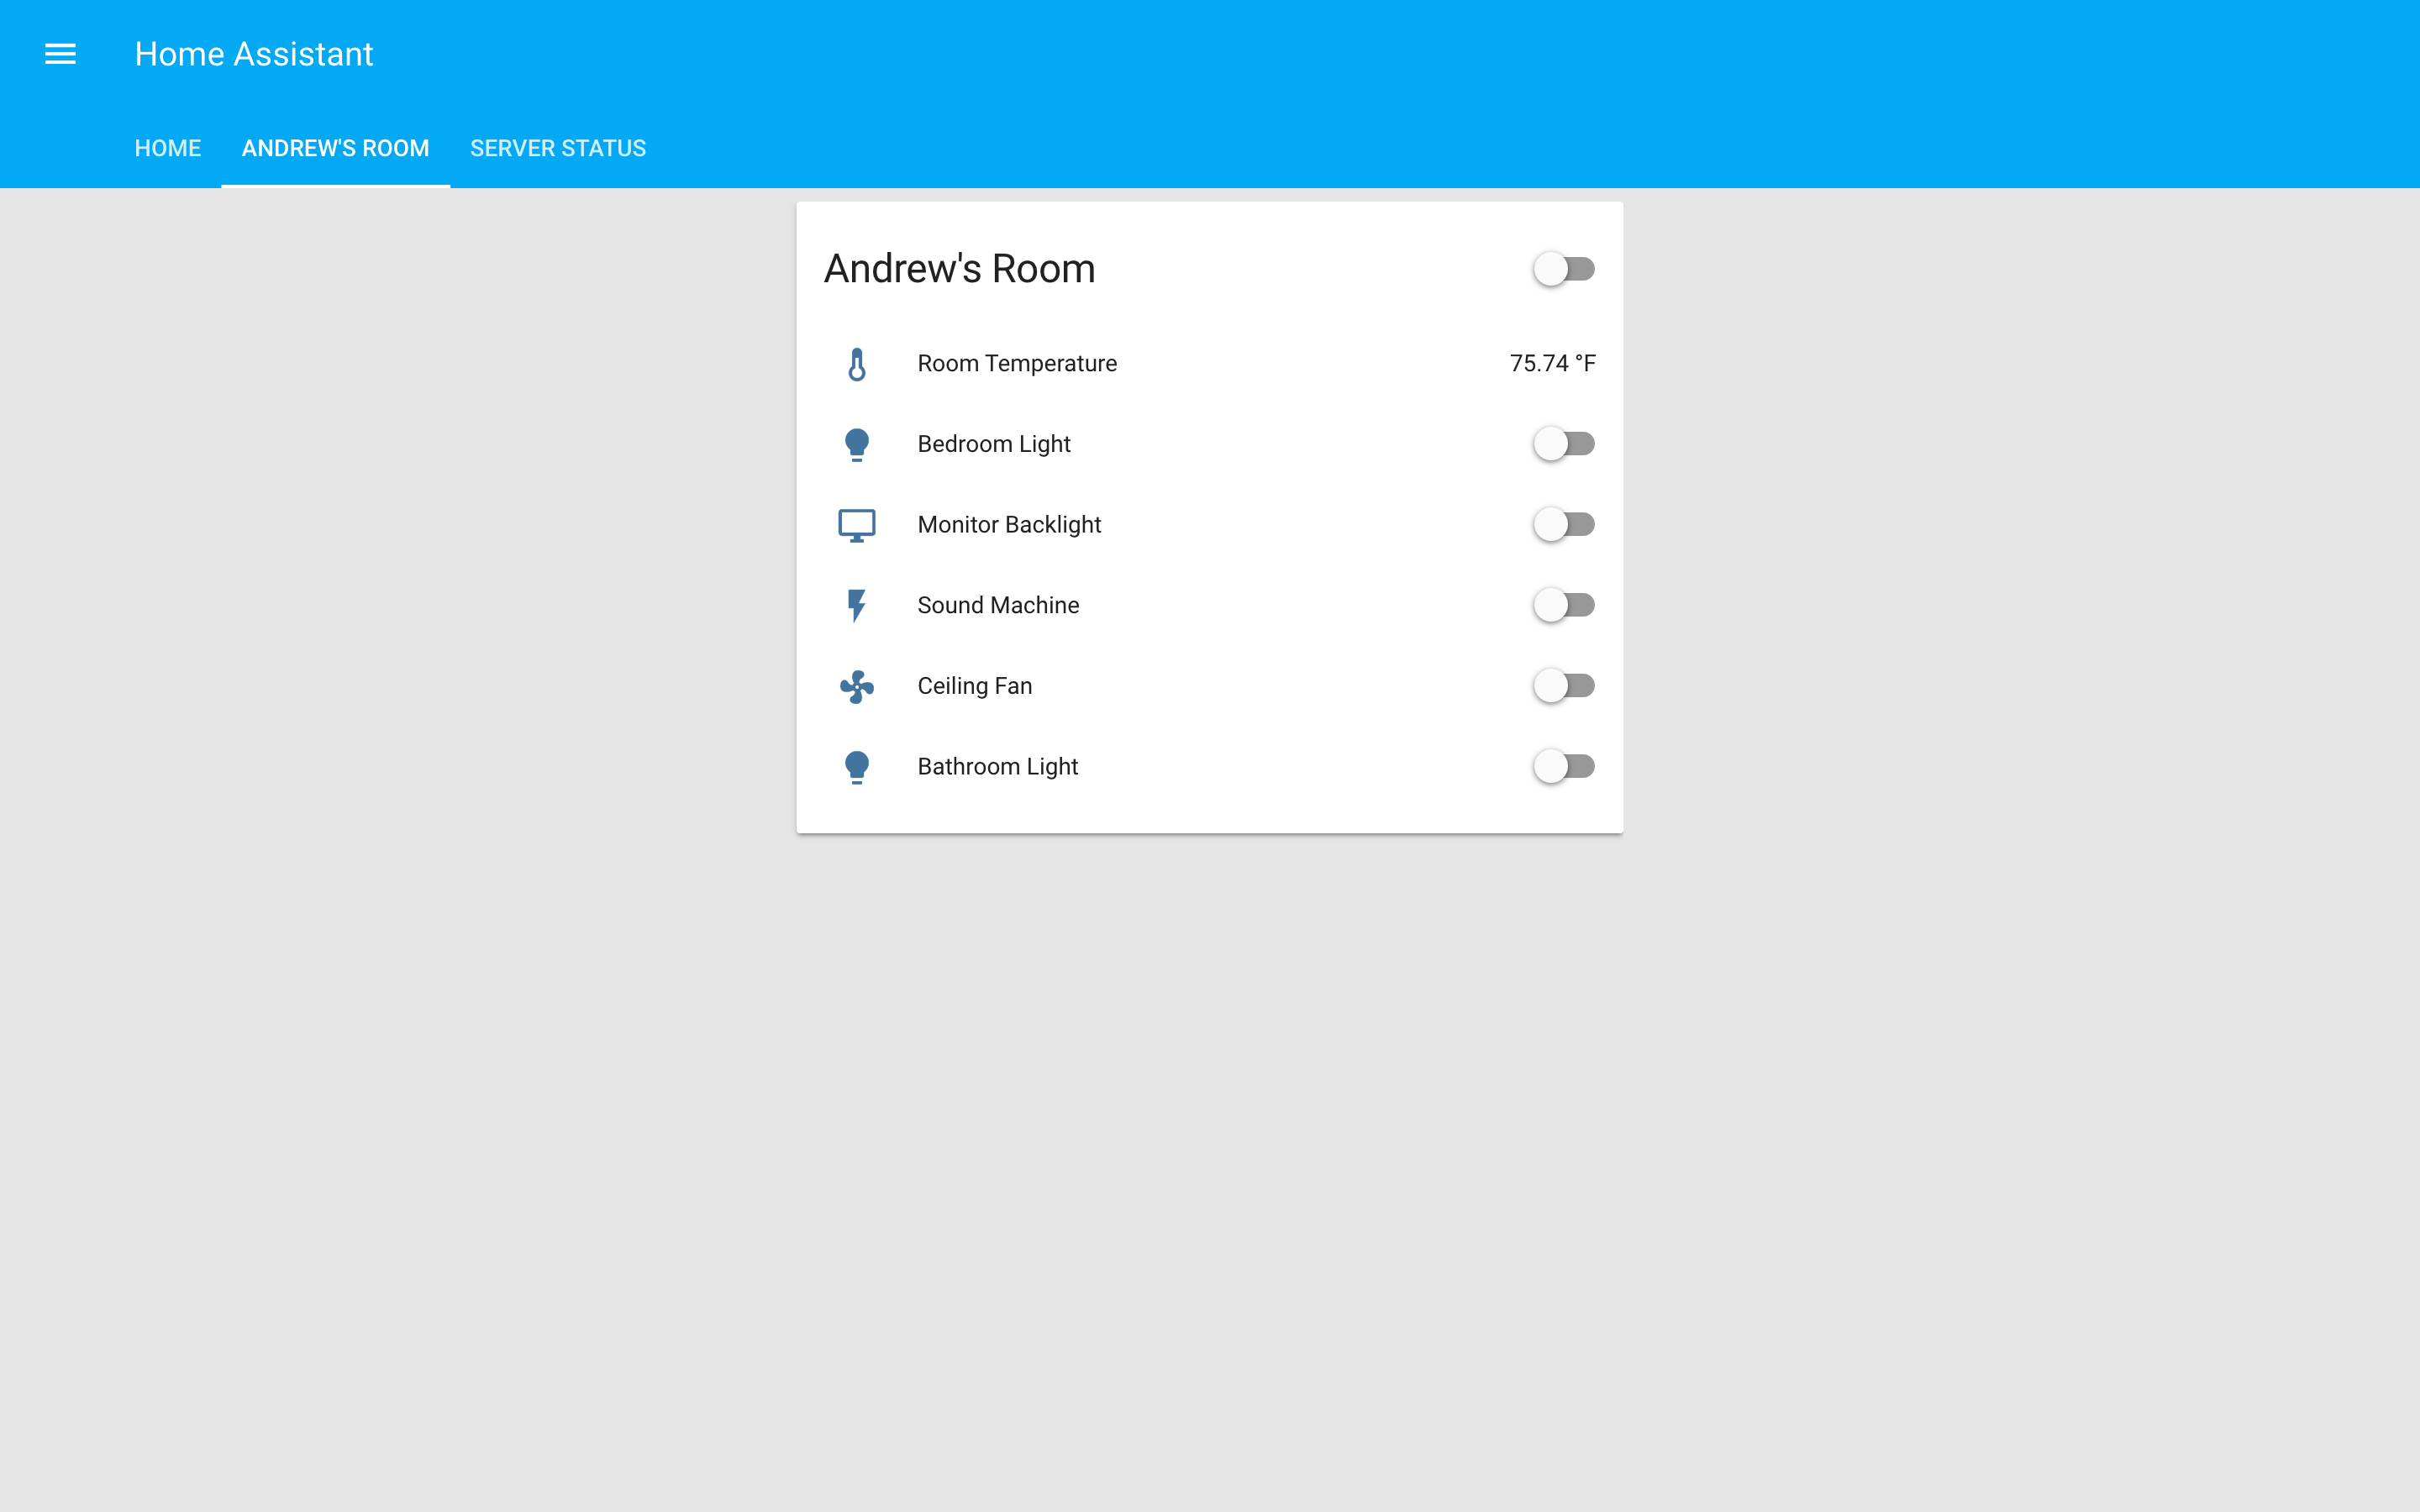 Home Assistant
HOME ANDREW'S ROOM SERVER STATUS
Andrew's Room
Room Temperature 75.74 °F
Bedroom Light
Monitor Backlight
Sound Machine
Ceiling Fan
Bathroom Light